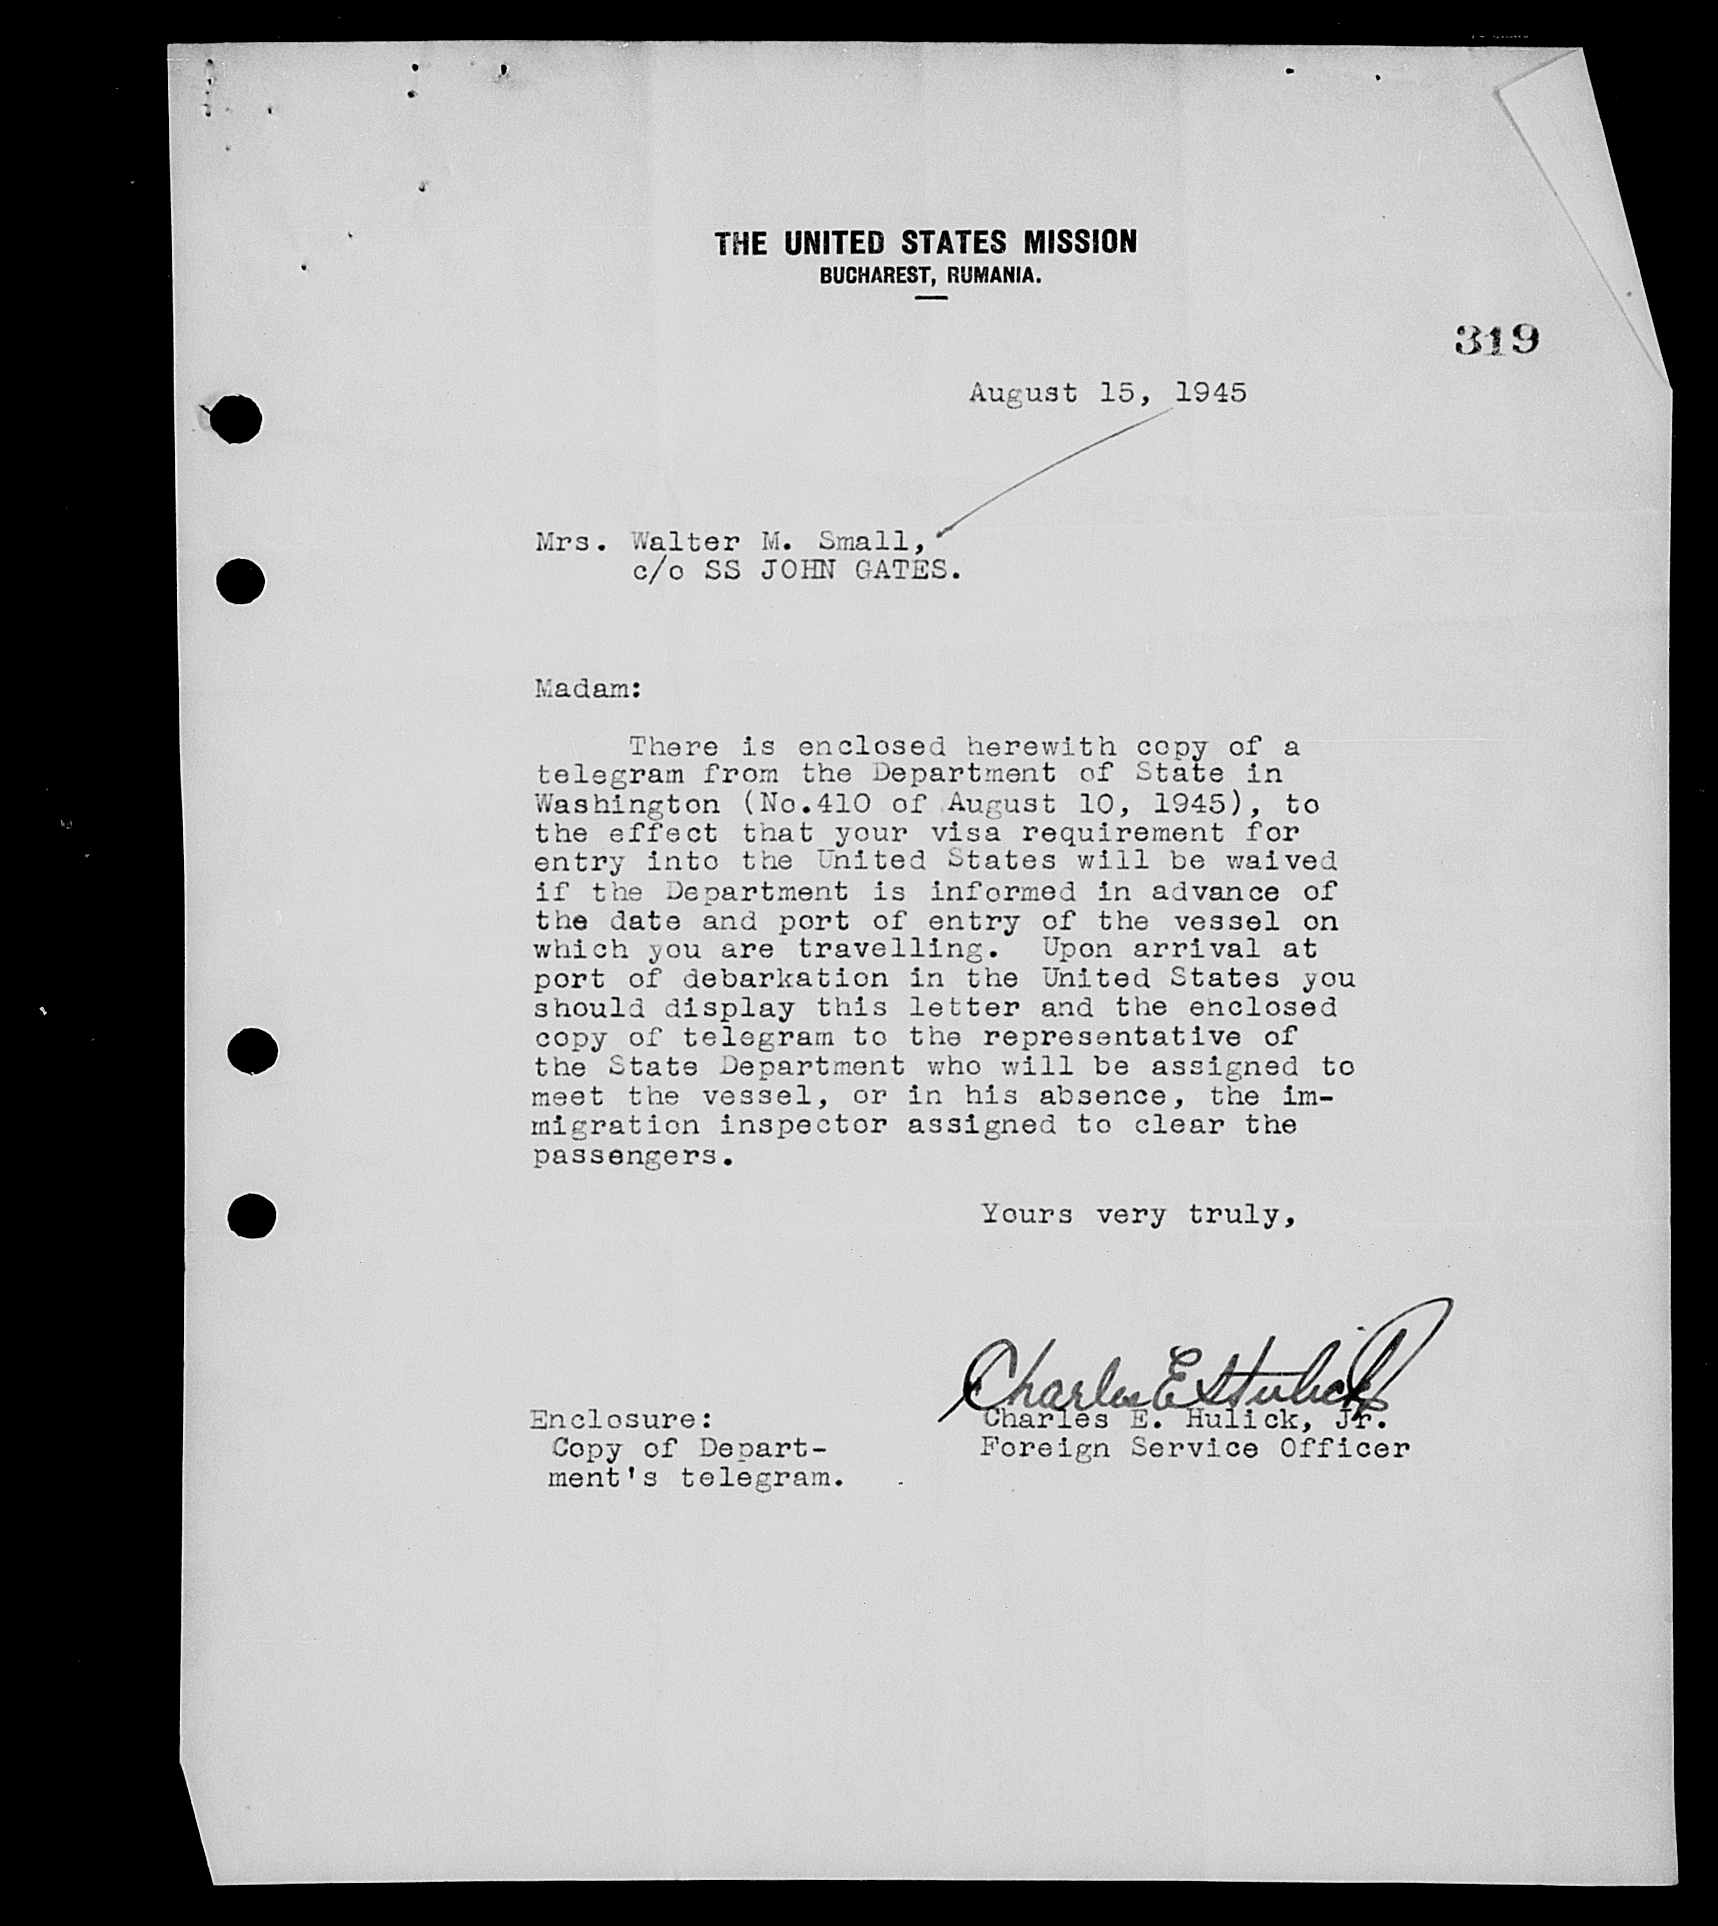 THE UNITED STATES MISSION
BUCHAREST, RUMANIA.
319
August 15, 1945
Mrs. Walter M. Small,
c/o SS JOHN GATES.
Madam:
There is enclosed herewith copy of a
telegram from the Department of State in
Washington (No.410 of August 10, 1945), to
the effect that your visa requirement for
entry into the United States will be waived
if the Department is informed in advance of
the date and port of entry of the vessel on
which you are travelling. Upon arrival at
port of debarkation in the United States you
should display this letter and the enclosed
copy of telegram to the representative of
the State Department who will be assigned to
meet the vessel, or in his absence, the im-
migration inspector assigned to clear the
passengers.
Yours very truly,
Charles E Hulick Jr
Charles E. Hulick, Jr.
Foreign Service Officer
Enclosure:
Copy of Depart-
ment's telegram.